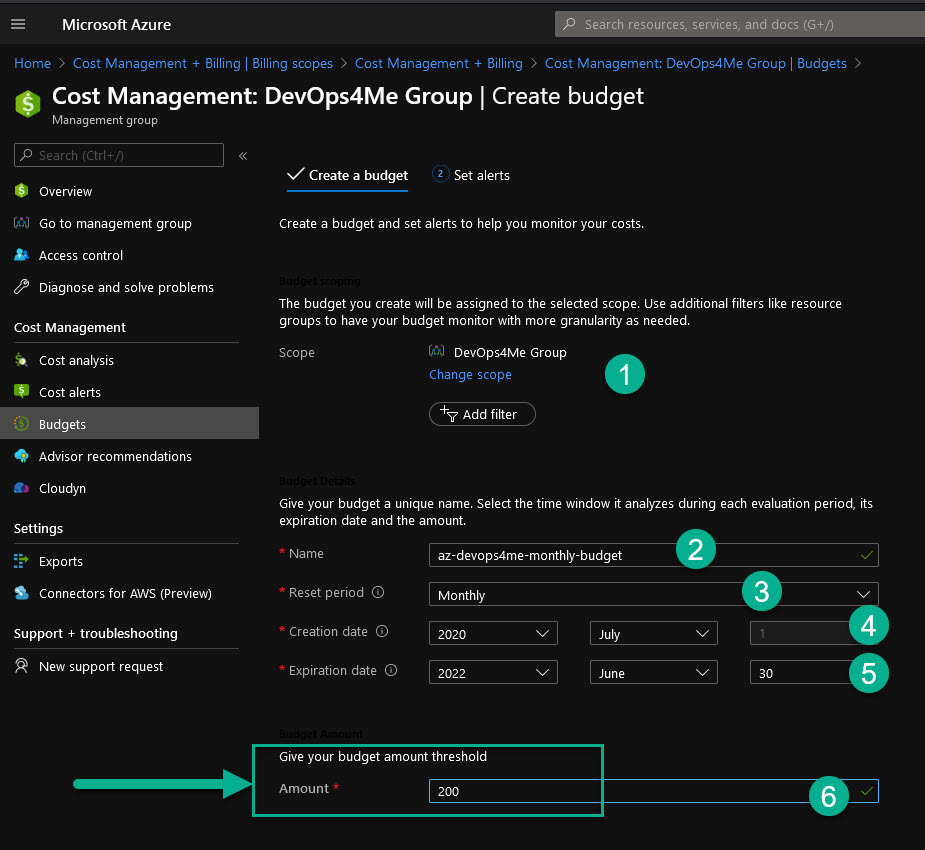 Microsoft Azure
Search resources, services, and docs (G+/)
Home > Cost Management + Billing | Billing scopes > Cost Management + Billing > Cost Management: DevOps4Me Group | Budgets >
Cost Management: DevOps4Me Group | Create budget
Management group
Search (Ctrl+/)
«
Overview
Go to management group
Access control
Diagnose and solve problems
Cost Management
Cost analysis
Cost alerts
Budgets
Advisor recommendations
Cloudyn
Settings
Exports
Connectors for AWS (Preview)
Support + troubleshooting
New support request
Create a budget
2 Set alerts
Create a budget and set alerts to help you monitor your costs.
Budget scoping
The budget you create will be assigned to the selected scope. Use additional filters like resource
groups to have your budget monitor with more granularity as needed.
Scope DevOps4Me Group
Change scope
1
Add filter
Budget Details
Give your budget a unique name. Select the time window it analyzes during each evaluation period, its
expiration date and the amount.
* Name az-devops4me-monthly-budget 2
* Reset period Monthly 3
* Creation date 2020 July 1 4
* Expiration date 2022 June 30 5
Budget Amount
Give your budget amount threshold
Amount * 200 6